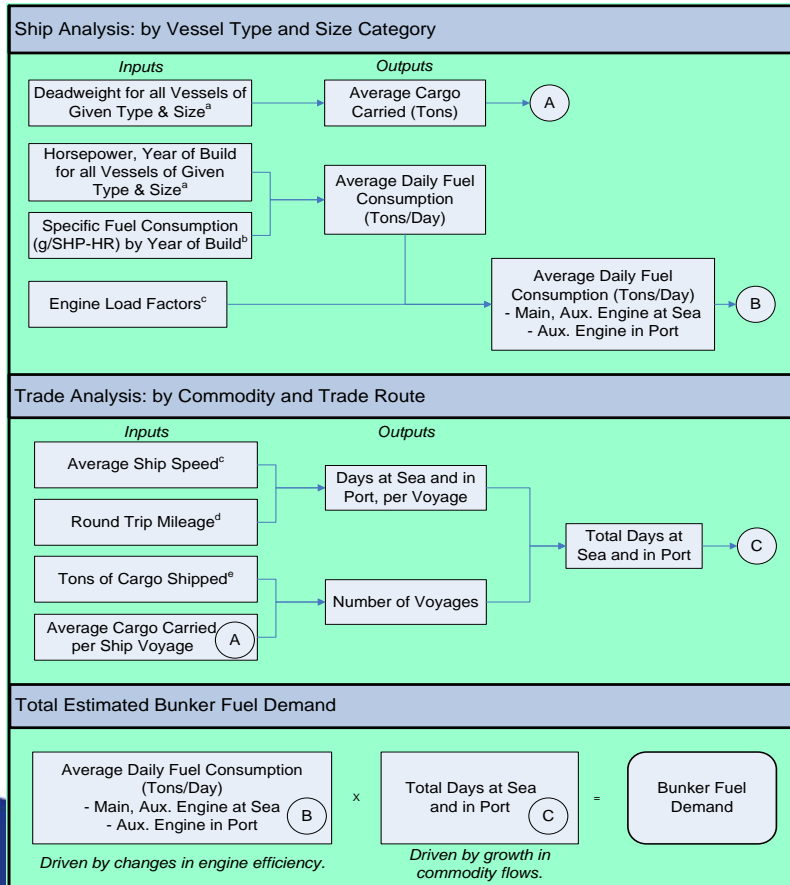 Ship Analysis: by Vessel Type and Size Category
Inputs
Outputs
Deadweight for all Vessels of
Given Type & Sizeᵃ
Average Cargo
Carried (Tons)
A
Horsepower, Year of Build
for all Vessels of Given
Type & Sizeᵃ
Average Daily Fuel
Consumption
(Tons/Day)
Specific Fuel Consumption
(g/SHP-HR) by Year of Buildᵇ
Engine Load Factorsᶜ
Average Daily Fuel
Consumption (Tons/Day)
- Main, Aux. Engine at Sea
- Aux. Engine in Port
B
Trade Analysis: by Commodity and Trade Route
Inputs
Outputs
Average Ship Speedᶜ
Days at Sea and in
Port, per Voyage
Round Trip Mileageᵈ
Total Days at
Sea and in Port
C
Tons of Cargo Shippedᵉ
Number of Voyages
Average Cargo Carried
per Ship Voyage
A
Total Estimated Bunker Fuel Demand
Average Daily Fuel Consumption
(Tons/Day)
- Main, Aux. Engine at Sea
- Aux. Engine in Port
B
x
Total Days at Sea
and in Port
C
=
Bunker Fuel
Demand
Driven by changes in engine efficiency.
Driven by growth in
commodity flows.